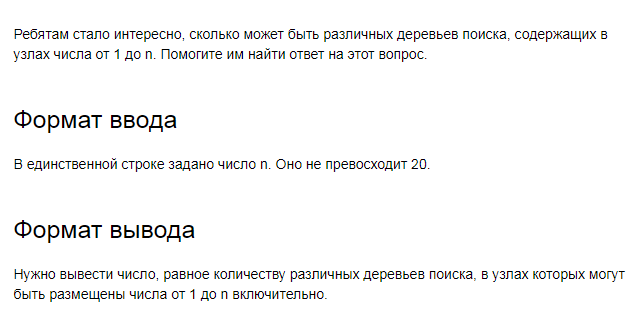 Ребятам стало интересно, сколько может быть различных деревьев поиска, содержащих в
узлах числа от 1 до n. Помогите им найти ответ на этот вопрос.
Формат ввода
В единственной строке задано число n. Оно не превосходит 20.
Формат вывода
Нужно вывести число, равное количеству различных деревьев поиска, в узлах которых могут
быть размещены числа от 1 до n включительно.